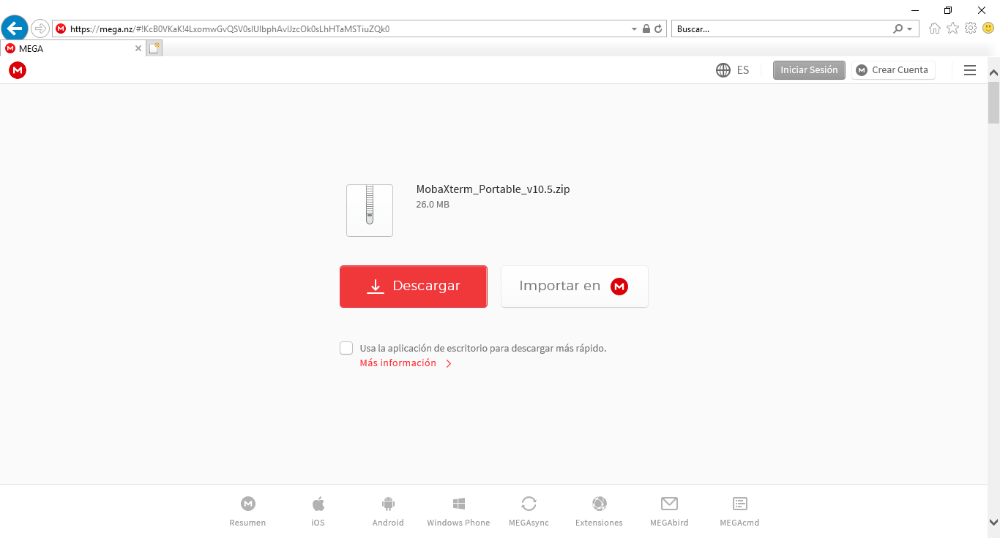 https://mega.nz/#!KcB0VKaK!4LxomwGvQSV0slUIbphAvlJzcOk0sLhHTaMSTiuZQk0
Buscar...
MEGA
ES
Iniciar Sesión
Crear Cuenta
MobaXterm_Portable_v10.5.zip
26.0 MB
Descargar
Importar en
Usa la aplicación de escritorio para descargar más rápido.
Más información
Resumen
iOS
Android
Windows Phone
MEGAsync
Extensiones
MEGAbird
MEGAcmd